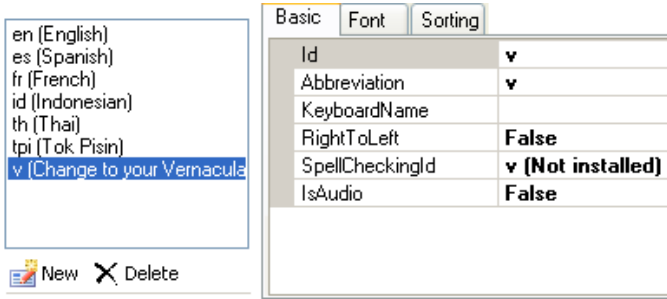 en (English)
es (Spanish)
fr (French)
id (Indonesian)
th (Thai)
tpi (Tok Pisin)
v (Change to your Vernacula
New Delete
Basic Font Sorting
Id v
Abbreviation v
KeyboardName
RightToLeft False
SpellCheckingId v (Not installed)
IsAudio False